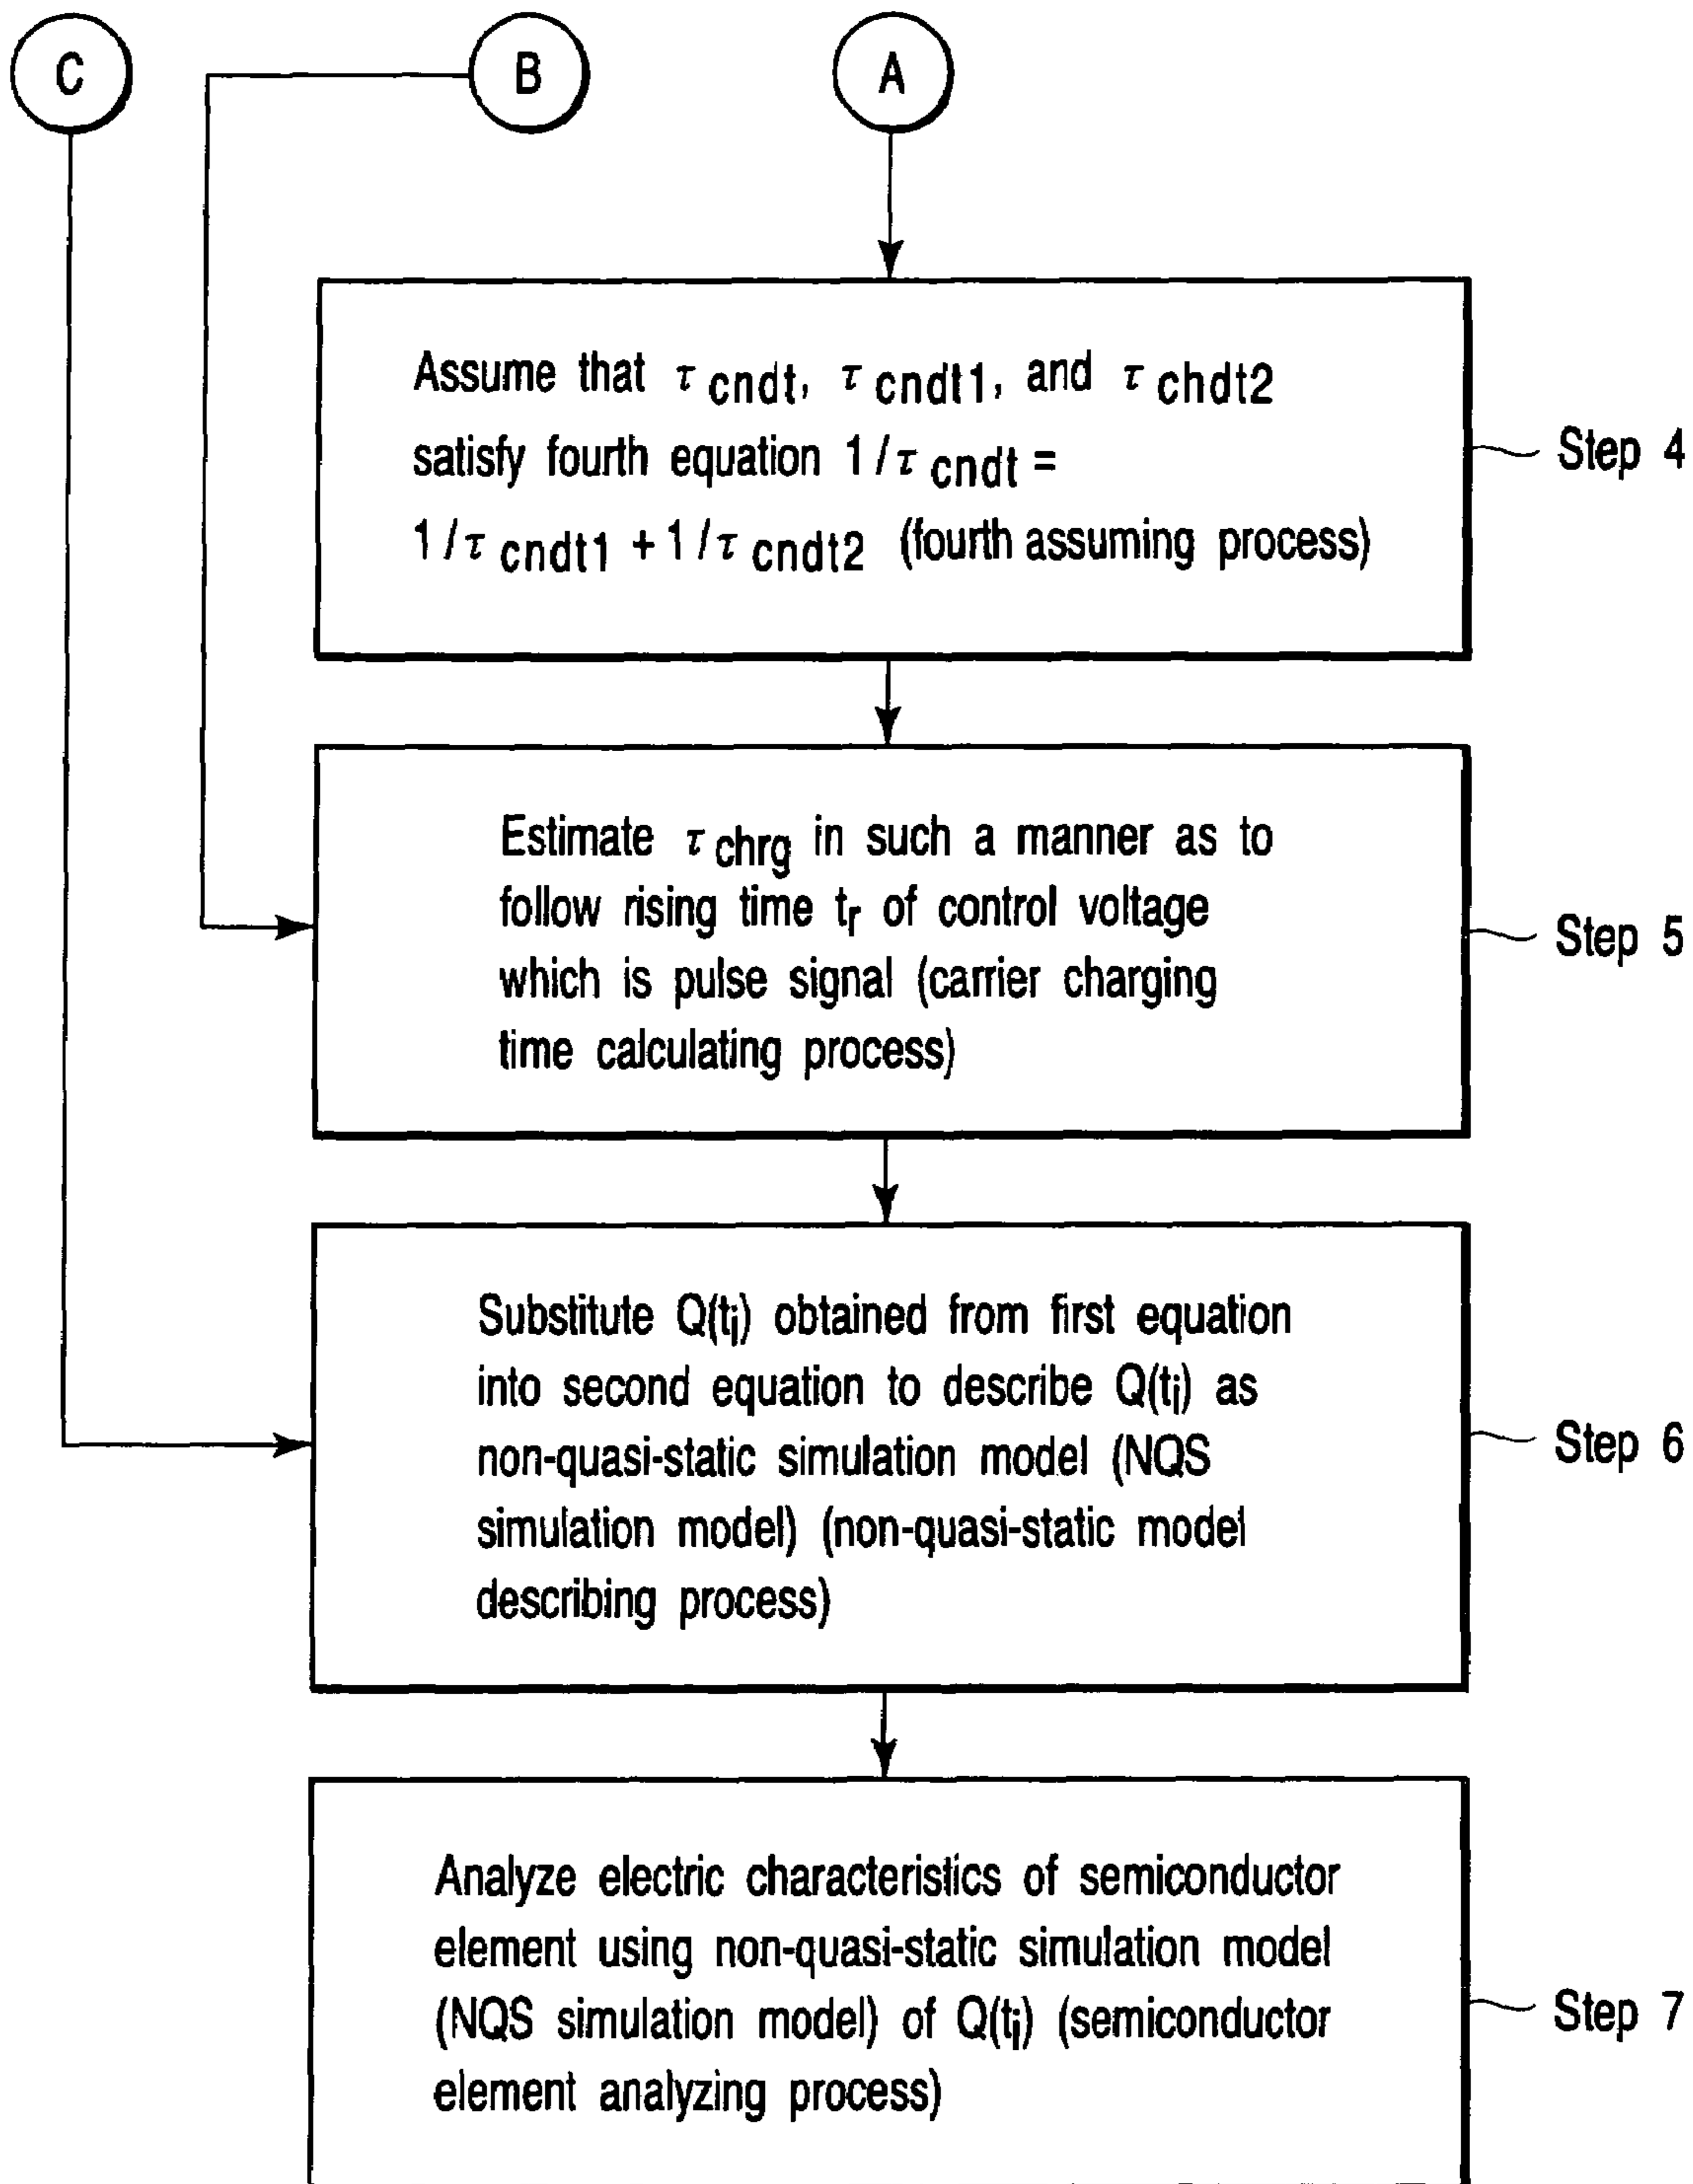 C
B
A
Assume that τ cndt, τ cndt1, and τ chdt2
satisfy fourth equation 1/τ cndt =
1/τ cndt1 + 1/τ cndt2 (fourth assuming process)
Step 4
Estimate τ chrg in such a manner as to
follow rising time tr of control voltage
which is pulse signal (carrier charging
time calculating process)
Step 5
Substitute Q(ti) obtained from first equation
into second equation to describe Q(ti) as
non-quasi-static simulation model (NQS
simulation model) (non-quasi-static model
describing process)
Step 6
Analyze electric characteristics of semiconductor
element using non-quasi-static simulation model
(NQS simulation model) of Q(ti) (semiconductor
element analyzing process)
Step 7